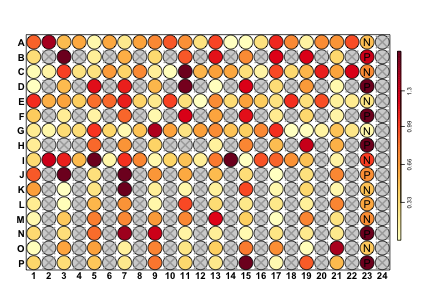 A N
B P
C N
D P
E N
F P
G N
H P
I N
J P
K N
L P
M N
N P
O N
P P
1 2 3 4 5 6 7 8 9 10 11 12 13 14 15 16 17 18 19 20 21 22 23 24
1.3
0.99
0.66
0.33